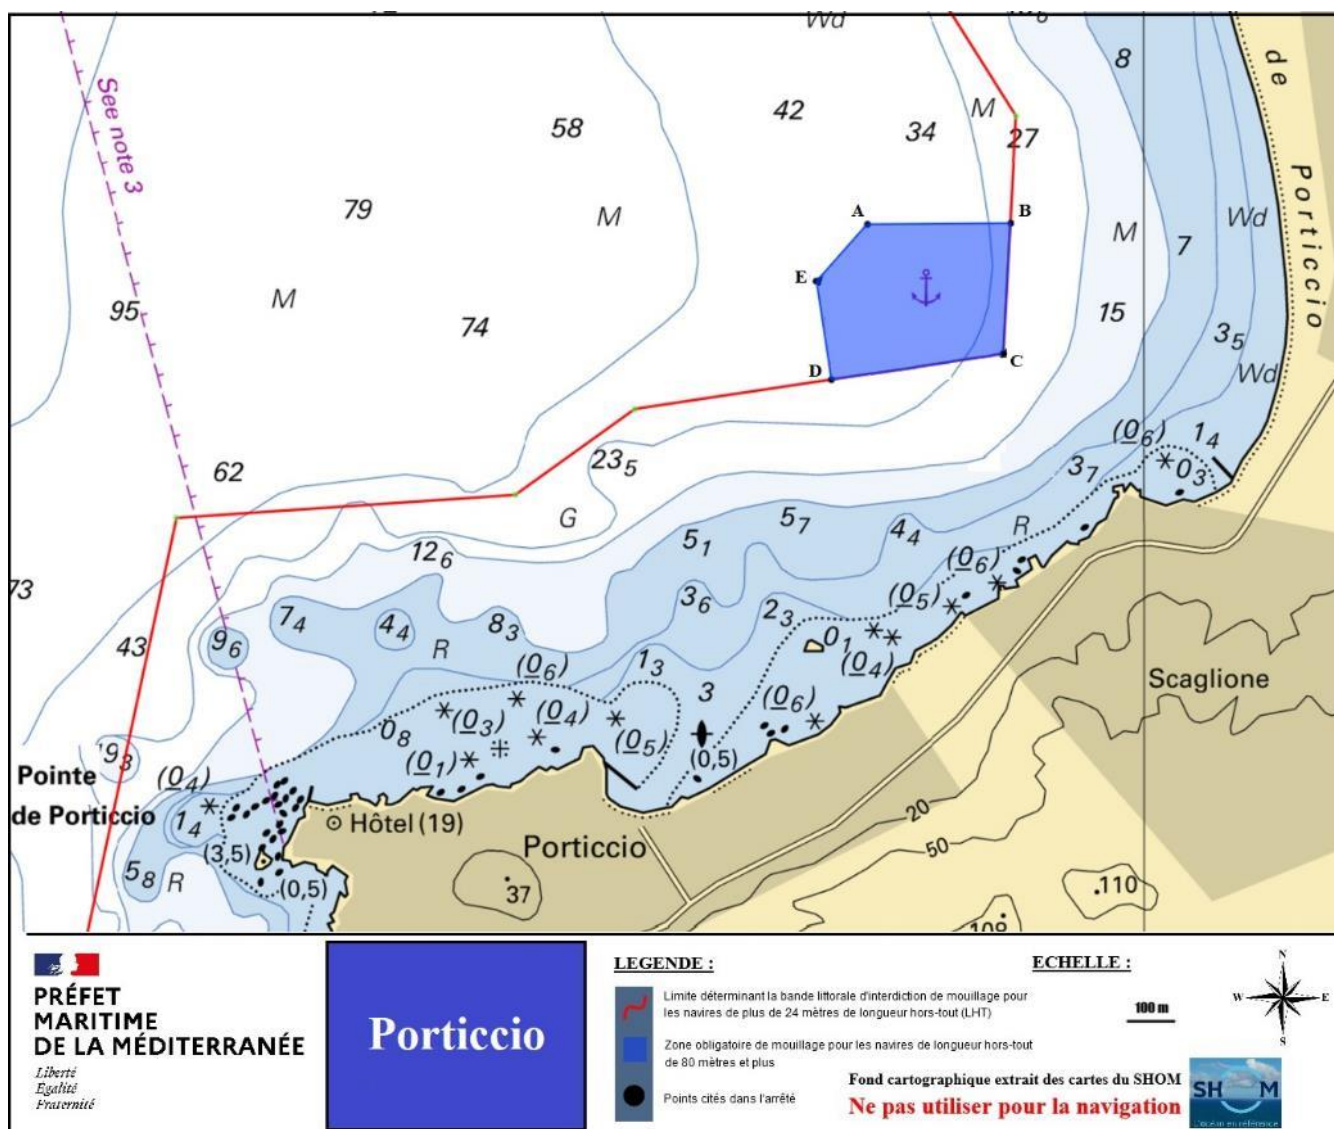 Wd
See note 3
8
de
58
42
34
M
27
Porticcio
79
M
A
B
M
Wd
7
E
95
M
74
15
3₅
Wd
D
C
62
23₅
(0₆)
1₄
3₇
0₃
G
5₇
4₄
R
12₆
5₁
(0₆)
73
3₆
(0₅)
7₄
4₄
8₃
2₃
43
9₆
R
0₁
(0₆)
1₃
(0₄)
Scaglione
3
(0₆)
0₈
(0₃)
(0₄)
(0₅)
9₃
(0₁)
(0,5)
Pointe
de Porticcio
(0₄)
1₄
Hôtel (19)
20
50
Porticcio
(3,5)
5₈
R
(0,5)
37
110
108
PRÉFET
MARITIME
DE LA MÉDITERRANÉE
Liberté
Egalité
Fraternité
Porticcio
LEGENDE :
Limite déterminant la bande littorale d'interdiction de mouillage pour
les navires de plus de 24 mètres de longueur hors-tout (LHT)
Zone obligatoire de mouillage pour les navires de longueur hors-tout
de 80 mètres et plus
Points cités dans l'arrêté
ECHELLE :
100 m
N
W
E
S
Fond cartographique extrait des cartes du SHOM
Ne pas utiliser pour la navigation
SHOM
L'océan en référence